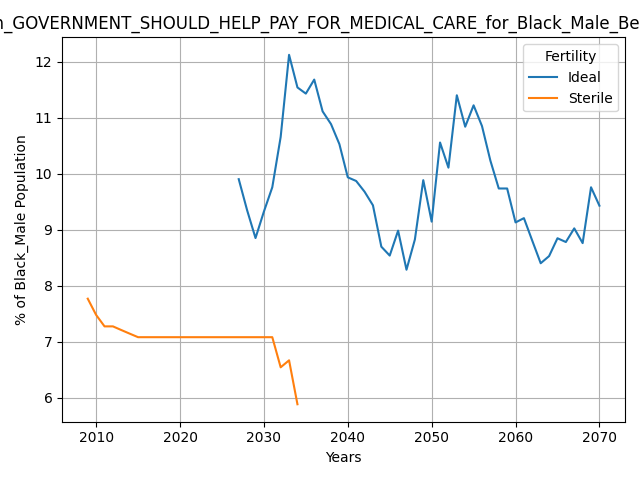 GOVERNMENT_SHOULD_HELP_PAY_FOR_MEDICAL_CARE_for_Black_Male_Be
Fertility
Ideal
Sterile
% of Black_Male Population
12
11
10
9
8
7
6
2010 2020 2030 2040 2050 2060 2070
Years